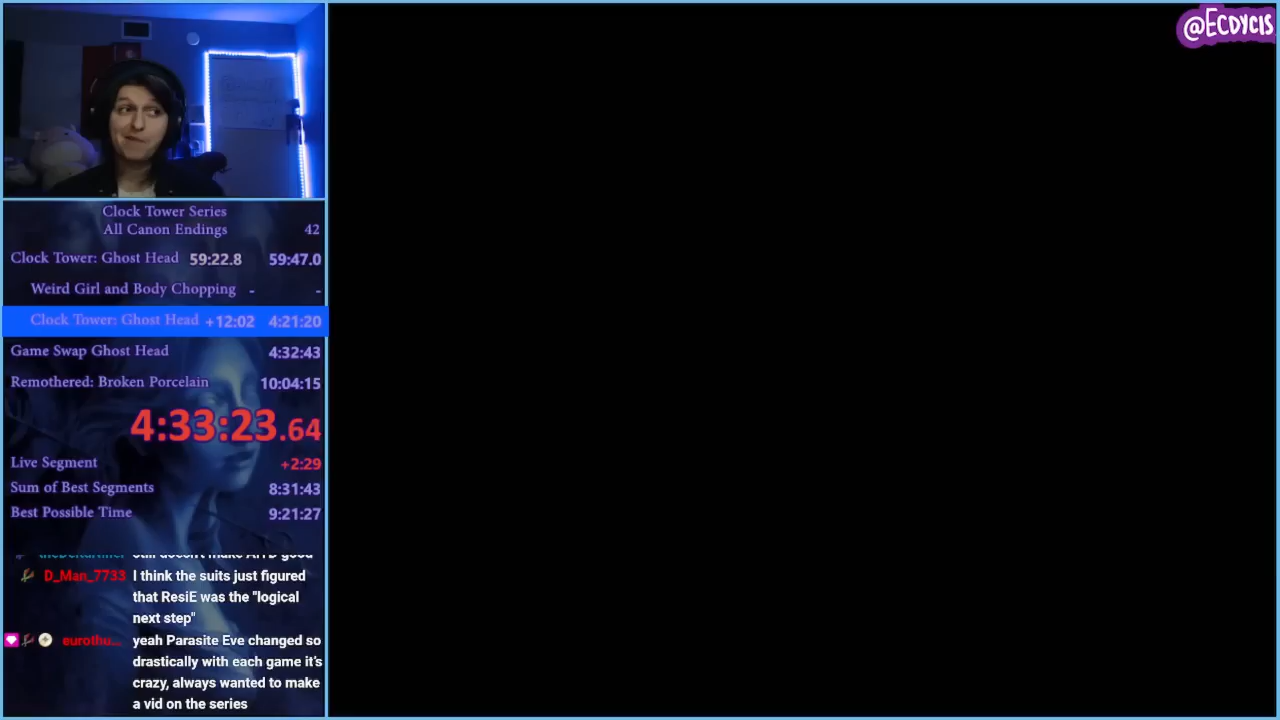 @ECDYCIS
Clock Tower Series
All Canon Endings 42
Clock Tower: Ghost Head 59:22.8 59:47.0
Weird Girl and Body Chopping - -
Clock Tower: Ghost Head +12:02 4:21:20
Game Swap Ghost Head 4:32:43
Remothered: Broken Porcelain 10:04:15
4:33:23.64
Live Segment +2:29
Sum of Best Segments 8:31:43
Best Possible Time 9:21:27
D_Man_7733 I think the suits just figured
that ResiE was the "logical
next step"
eurothu... yeah Parasite Eve changed so
drastically with each game it's
crazy, always wanted to make
a vid on the series